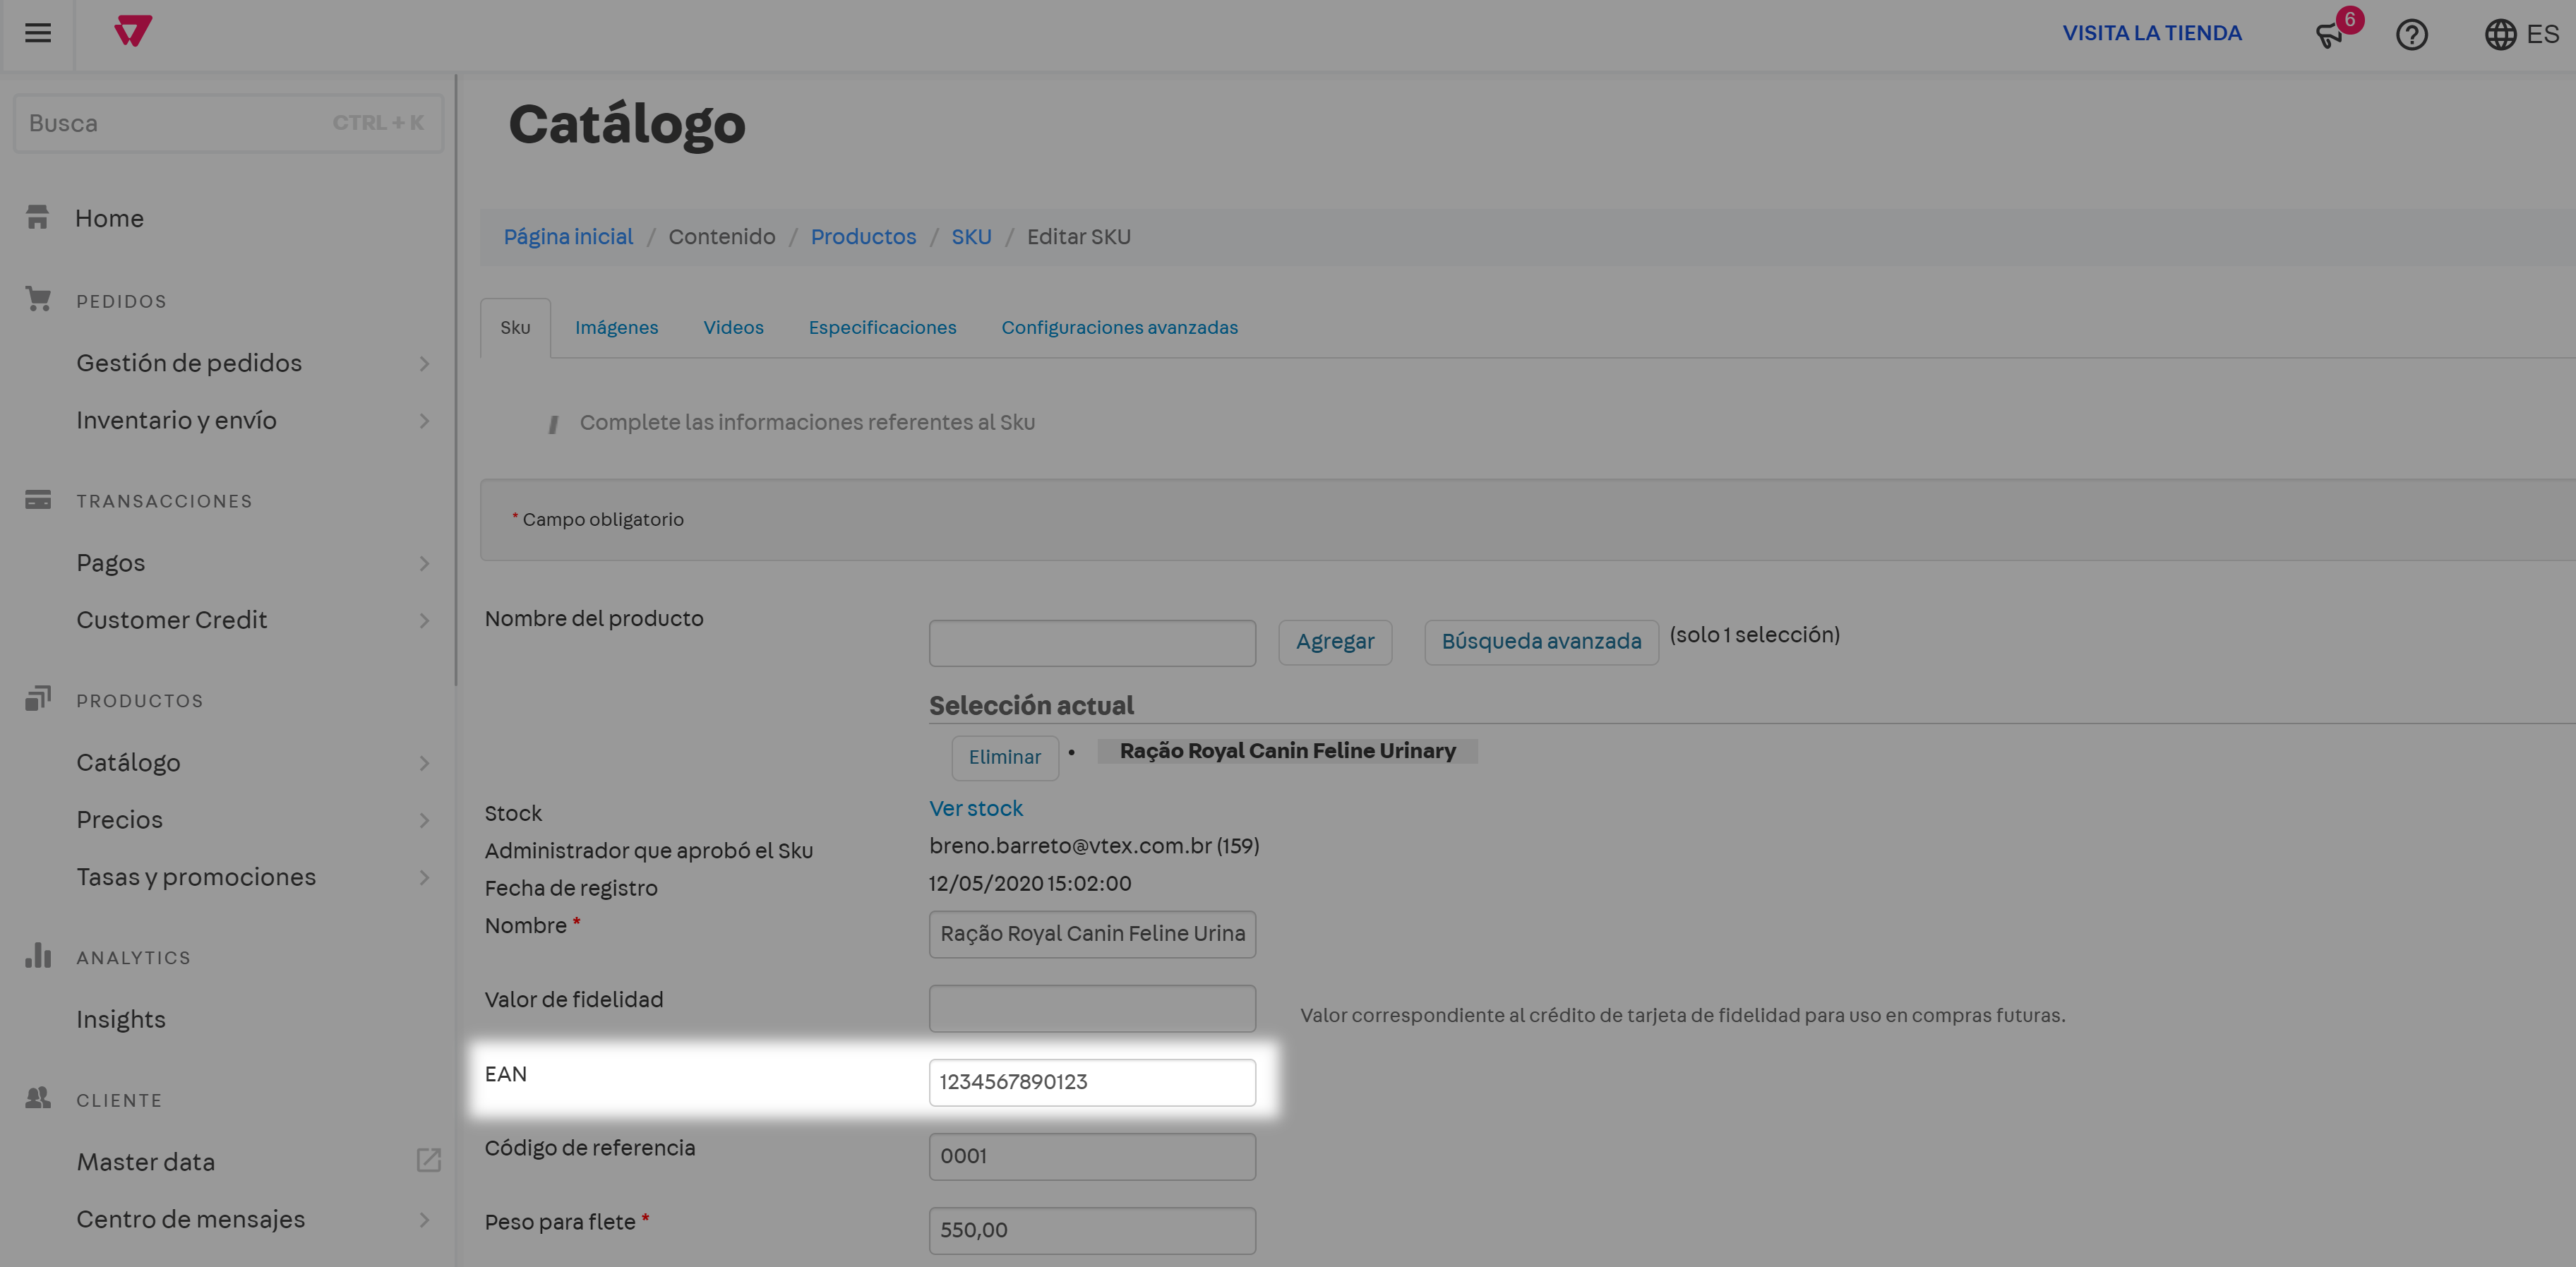 VISITA LA TIENDA
6
ES
Busca
CTRL + K
Home
PEDIDOS
Gestión de pedidos
Inventario y envío
TRANSACCIONES
Pagos
Customer Credit
PRODUCTOS
Catálogo
Precios
Tasas y promociones
ANALYTICS
Insights
CLIENTE
Master data
Centro de mensajes
Catálogo
Página inicial / Contenido / Productos / SKU / Editar SKU
Sku Imágenes Videos Especificaciones Configuraciones avanzadas
Complete las informaciones referentes al Sku
* Campo obligatorio
Nombre del producto
Agregar Búsqueda avanzada (solo 1 selección)
Selección actual
Eliminar • Ração Royal Canin Feline Urinary
Stock Ver stock
Administrador que aprobó el Sku breno.barreto@vtex.com.br (159)
Fecha de registro 12/05/2020 15:02:00
Nombre * Ração Royal Canin Feline Urina
Valor de fidelidad Valor correspondiente al crédito de tarjeta de fidelidad para uso en compras futuras.
EAN 1234567890123
Código de referencia 0001
Peso para flete * 550,00